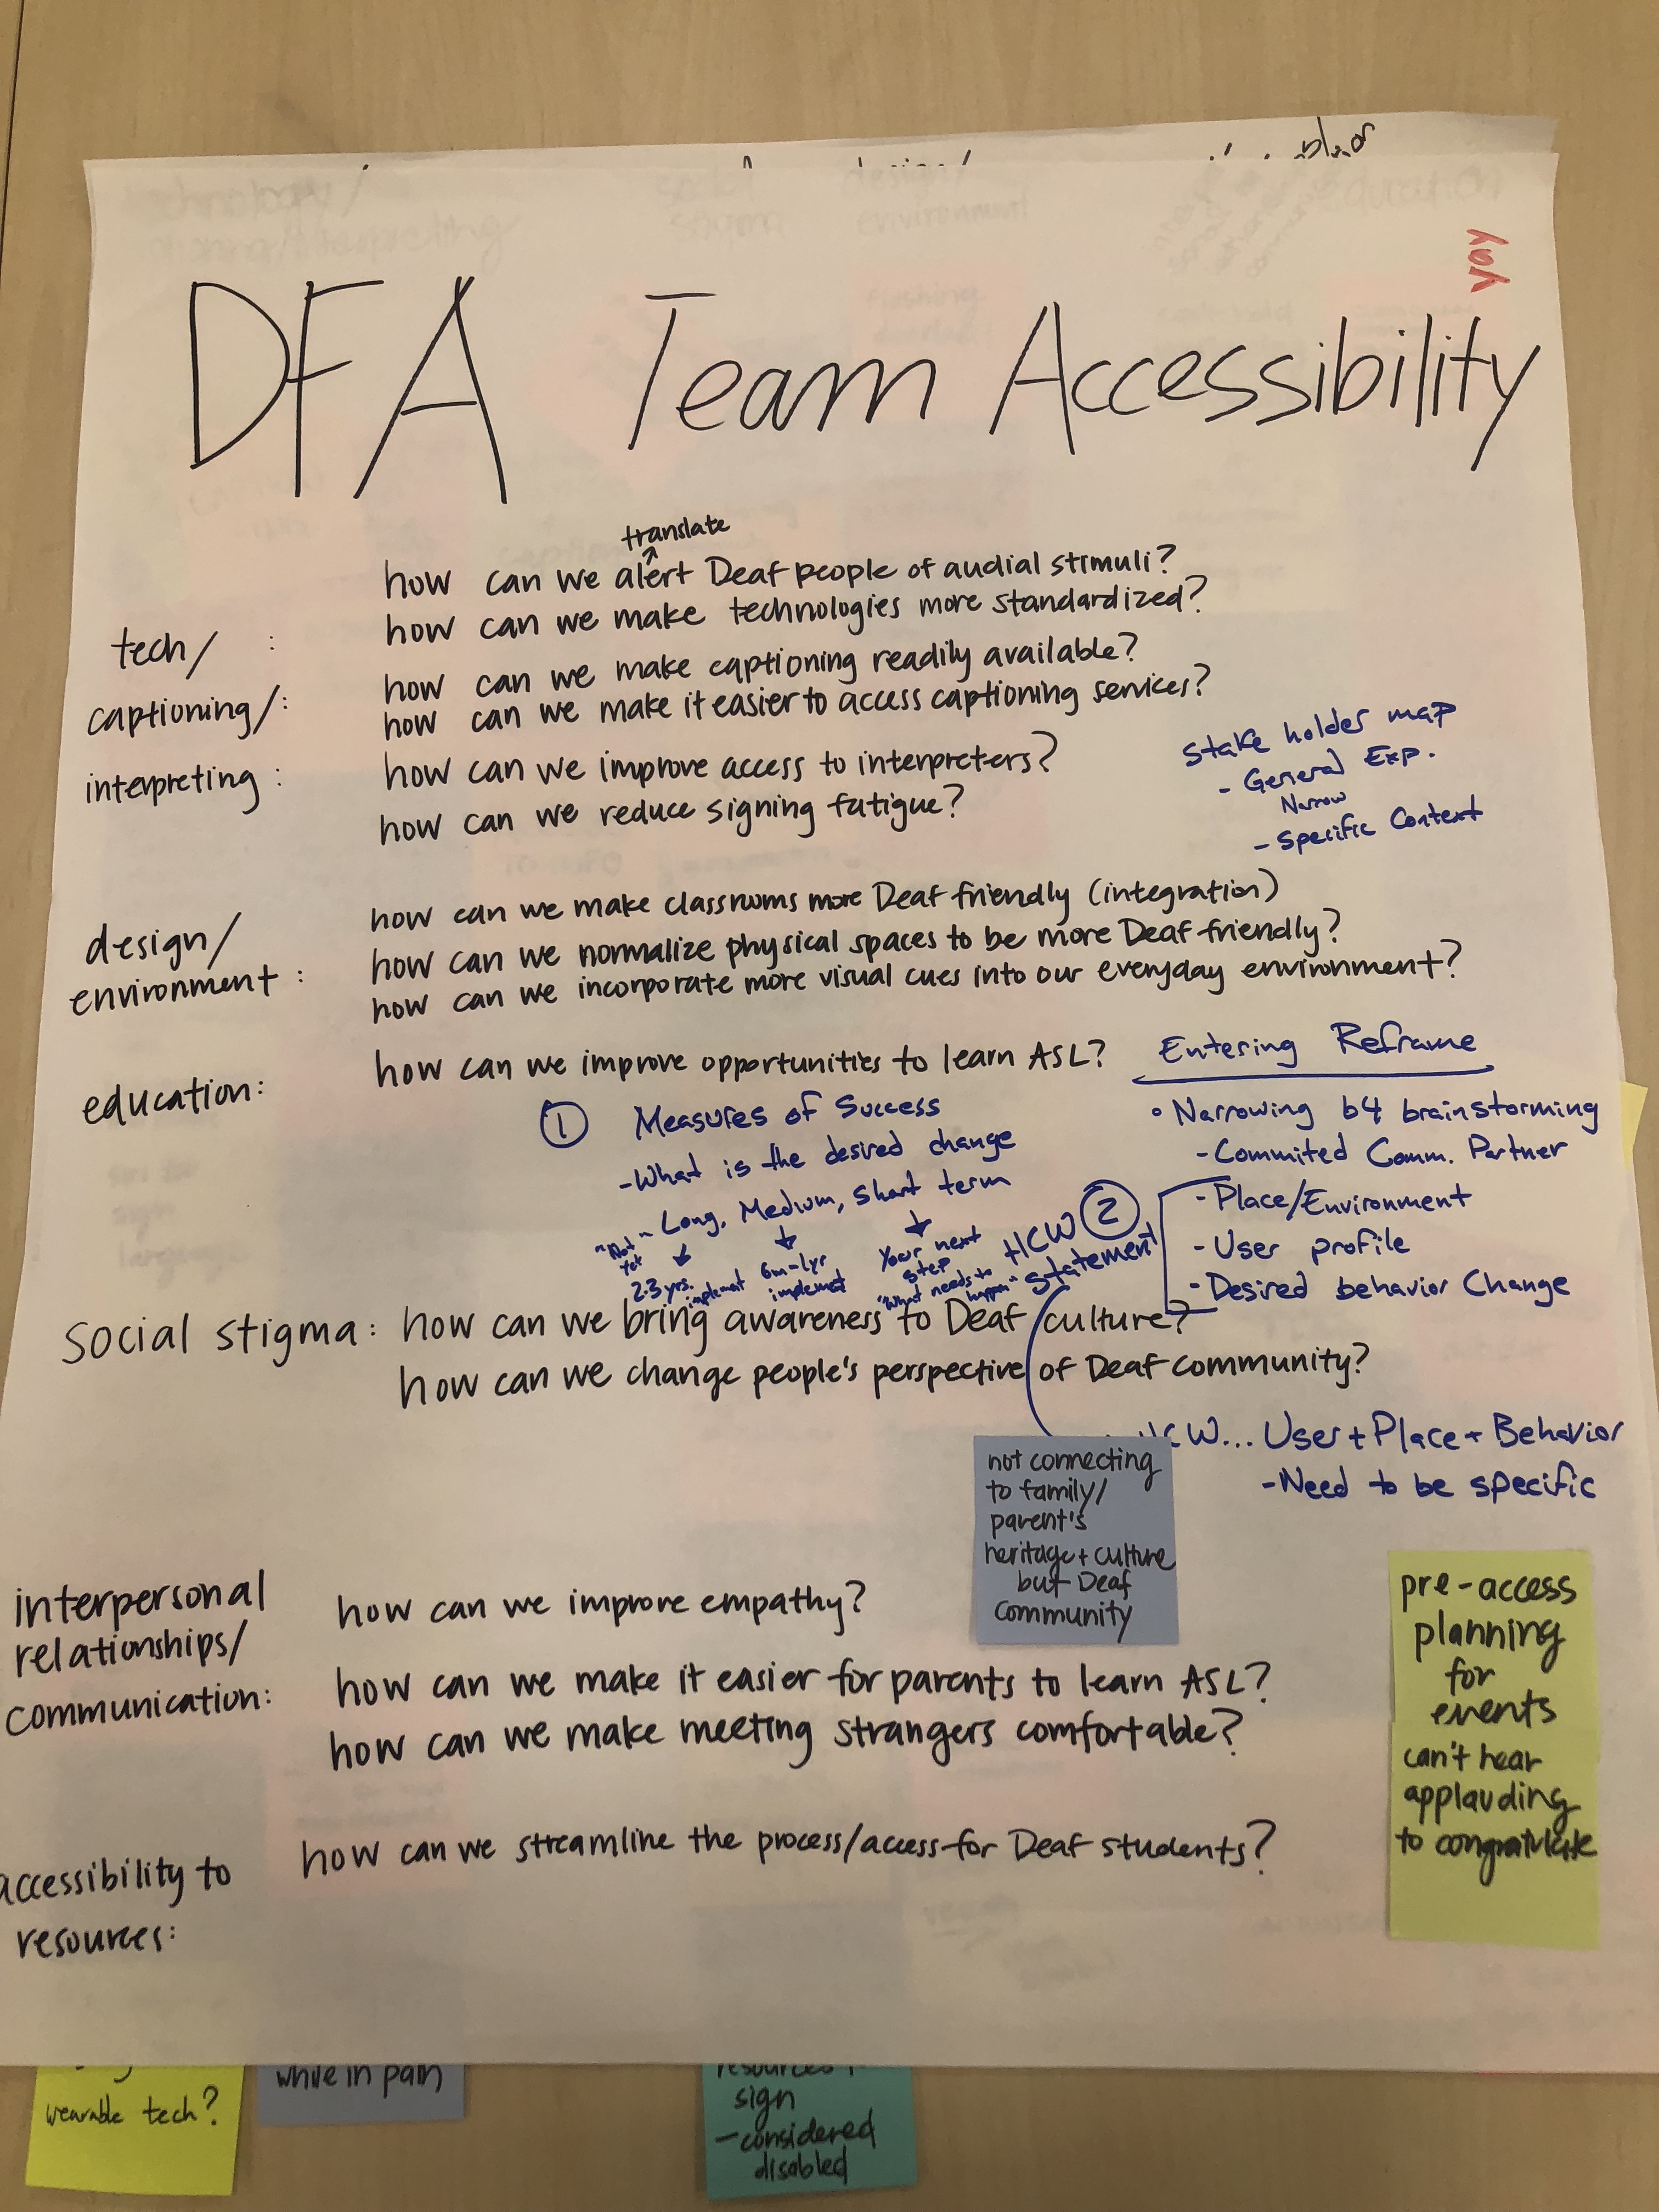 yay
DFA Team Accessibility
translate
how can we alert Deaf people of audial stimuli?
how can we make technologies more standardized?
tech/ :
how can we make captioning readily available?
how can we make it easier to access captioning services?
captioning/:
how can we improve access to interpreters?
how can we reduce signing fatigue?
interpreting:
Stake holder map
- General Exp.
Narrow
- Specific Context
how can we make classrooms more Deaf friendly (integration)
how can we normalize physical spaces to be more Deaf friendly?
how can we incorporate more visual cues into our everyday environment?
design/
environment:
how can we improve opportunities to learn ASL?
education:
Entering Reframe
• Narrowing b4 brainstorming
- Commited Comm. Partner
- Place/Environment
- User profile
- Desired behavior Change
1 Measures of Success
- What is the desired change
- Long, Medium, Short term
"Not yet"
2-3 yrs. implement
6m-1yr implement
Your next step
"What needs to happen"
2
HCW Statement
social stigma: how can we bring awareness to Deaf culture?
how can we change people's perspective of Deaf community?
HCW... User + Place + Behavior
- Need to be specific
not connecting
to family/
parent's
heritage + culture
but Deaf
community
interpersonal
relationships/
communication:
how can we improve empathy?
how can we make it easier for parents to learn ASL?
how can we make meeting strangers comfortable?
pre-access
planning
for
events
can't hear
applauding
to congratulate
how can we streamline the process/access for Deaf students?
accessibility to
resources:
wearable tech?
while in pain
resources
sign
- considered
disabled